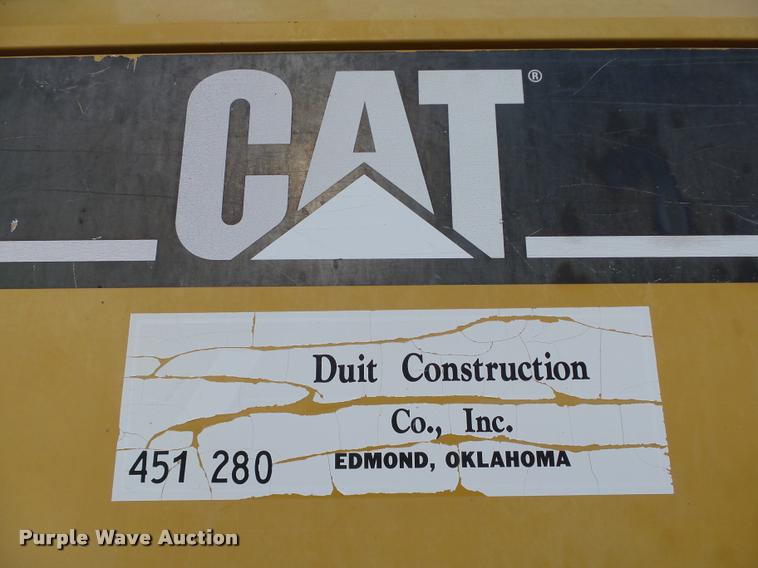 CAT®
Duit Construction
Co., Inc.
451 280 EDMOND, OKLAHOMA
Purple Wave Auction